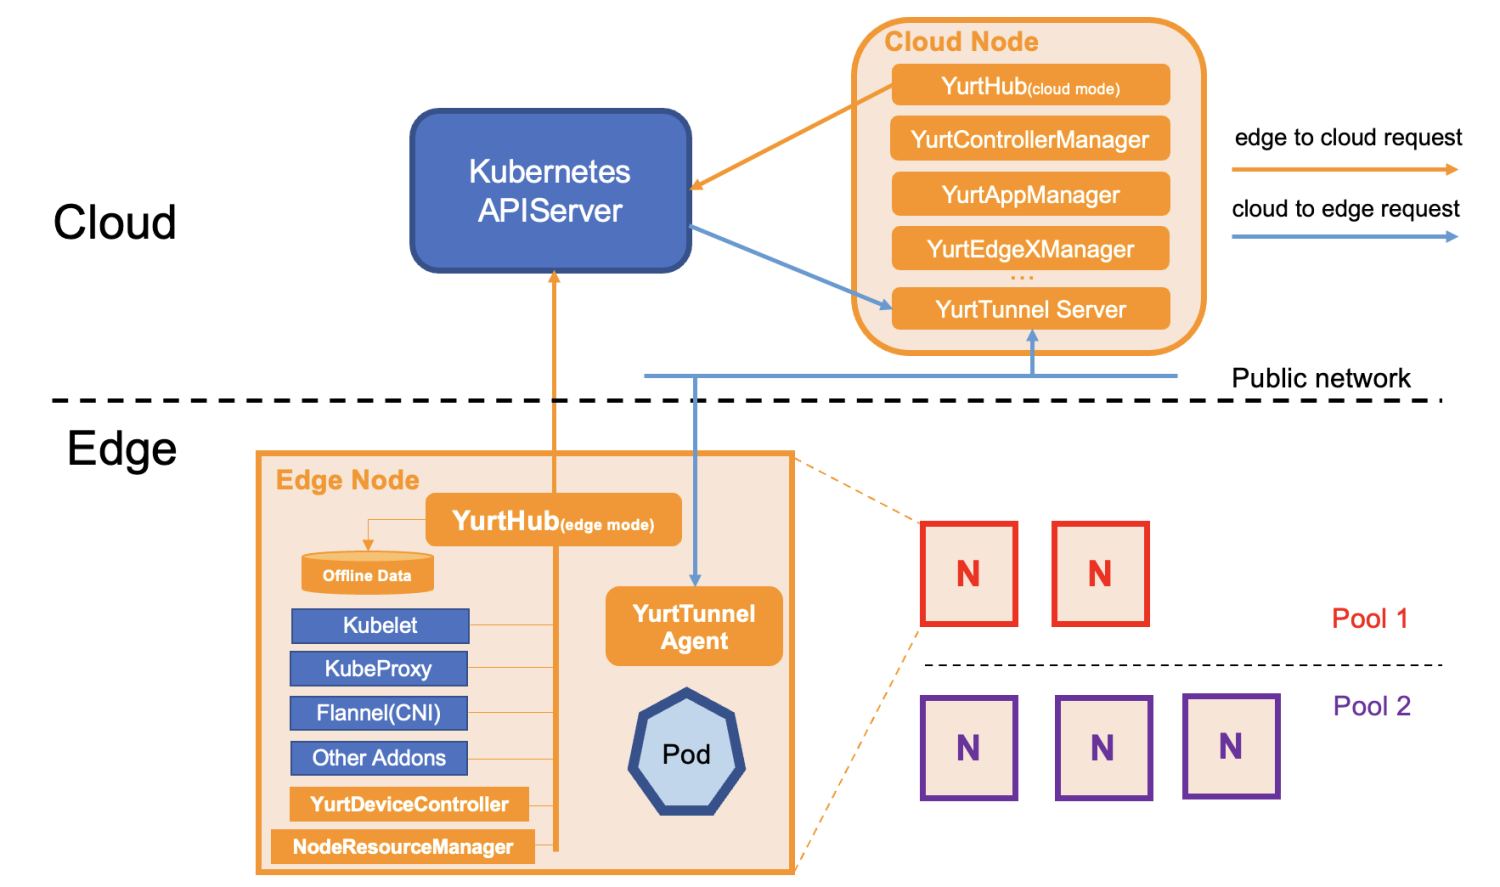 Cloud Node
YurtHub(cloud mode)
YurtControllerManager
YurtAppManager
YurtEdgeXManager
...
YurtTunnel Server
Kubernetes
APIServer
edge to cloud request
cloud to edge request
Cloud
Public network
Edge
Edge Node
YurtHub(edge mode)
Offline Data
Kubelet
KubeProxy
Flannel(CNI)
Other Addons
YurtDeviceController
NodeResourceManager
YurtTunnel
Agent
Pod
N
N
Pool 1
N
N
N
Pool 2